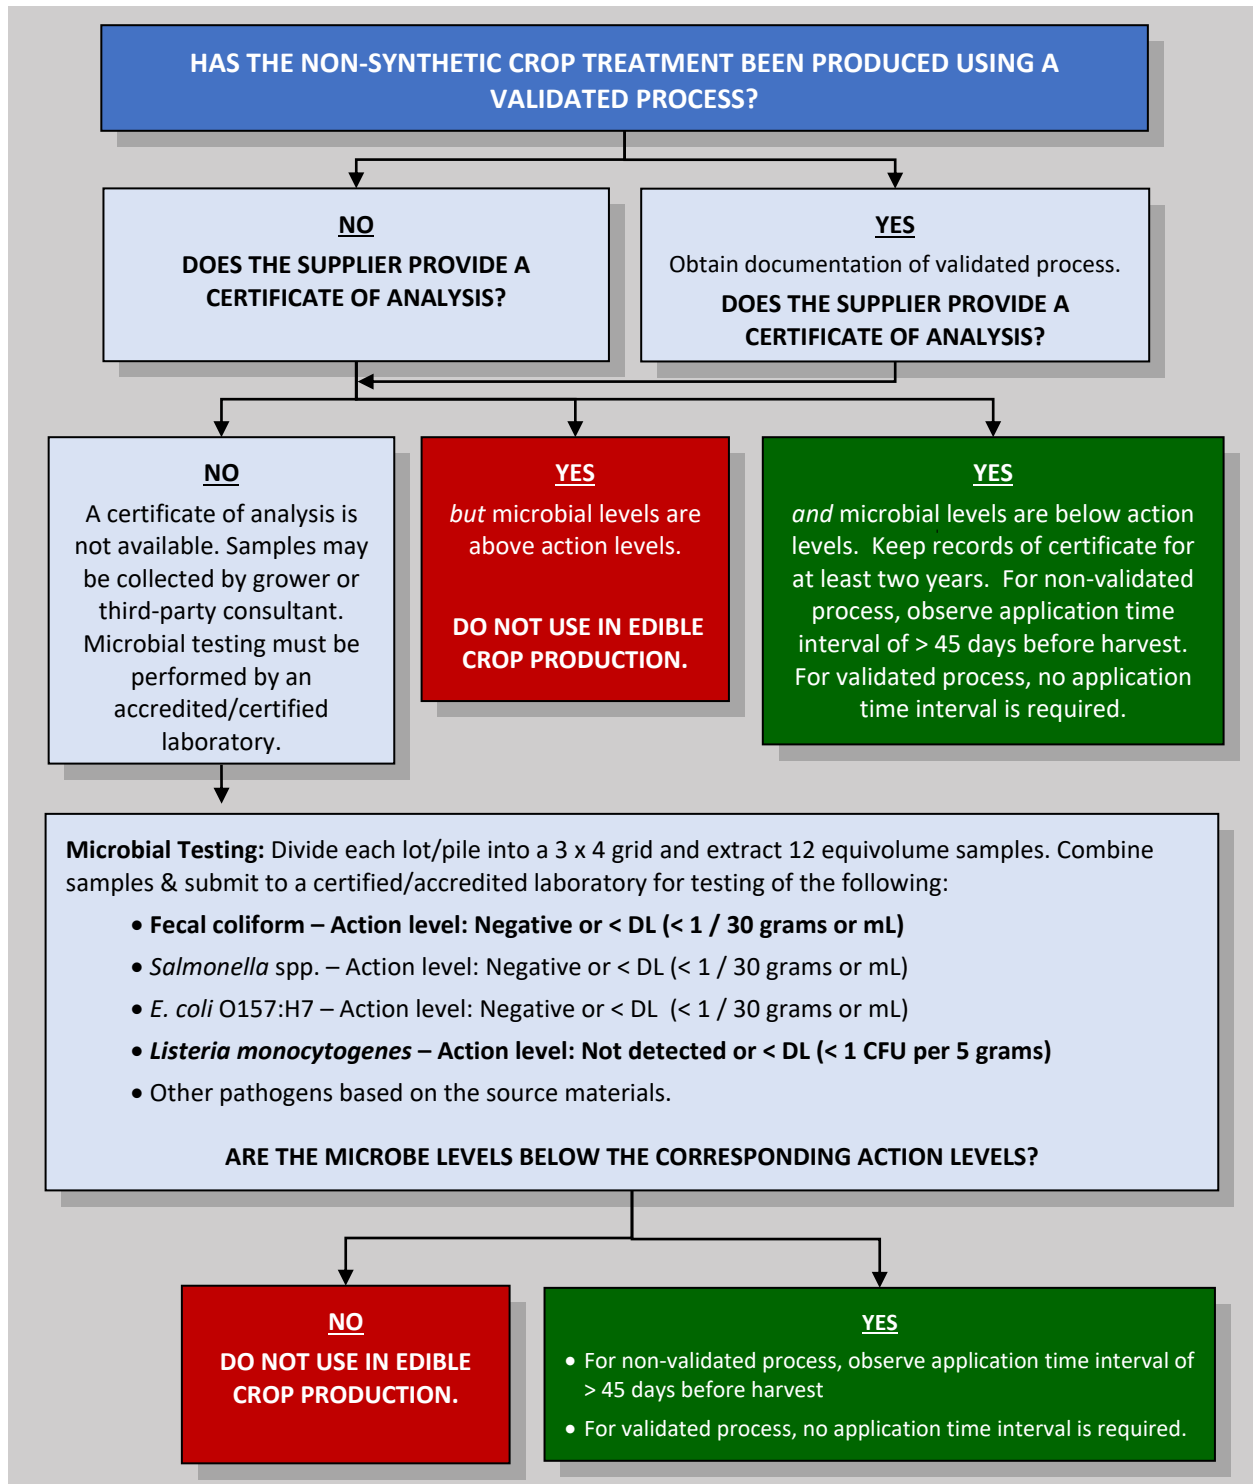 HAS THE NON-SYNTHETIC CROP TREATMENT BEEN PRODUCED USING A
VALIDATED PROCESS?
NO
DOES THE SUPPLIER PROVIDE A
CERTIFICATE OF ANALYSIS?
YES
Obtain documentation of validated process.
DOES THE SUPPLIER PROVIDE A
CERTIFICATE OF ANALYSIS?
NO
A certificate of analysis is
not available. Samples may
be collected by grower or
third-party consultant.
Microbial testing must be
performed by an
accredited/certified
laboratory.
YES
but microbial levels are
above action levels.
DO NOT USE IN EDIBLE
CROP PRODUCTION.
YES
and microbial levels are below action
levels.  Keep records of certificate for
at least two years.  For non-validated
process, observe application time
interval of > 45 days before harvest.
For validated process, no application
time interval is required.
Microbial Testing: Divide each lot/pile into a 3 x 4 grid and extract 12 equivolume samples. Combine
samples & submit to a certified/accredited laboratory for testing of the following:
• Fecal coliform – Action level: Negative or < DL (< 1 / 30 grams or mL)
• Salmonella spp. – Action level: Negative or < DL (< 1 / 30 grams or mL)
• E. coli O157:H7 – Action level: Negative or < DL  (< 1 / 30 grams or mL)
• Listeria monocytogenes – Action level: Not detected or < DL (< 1 CFU per 5 grams)
• Other pathogens based on the source materials.
ARE THE MICROBE LEVELS BELOW THE CORRESPONDING ACTION LEVELS?
NO
DO NOT USE IN EDIBLE
CROP PRODUCTION.
YES
• For non-validated process, observe application time interval of
> 45 days before harvest
• For validated process, no application time interval is required.